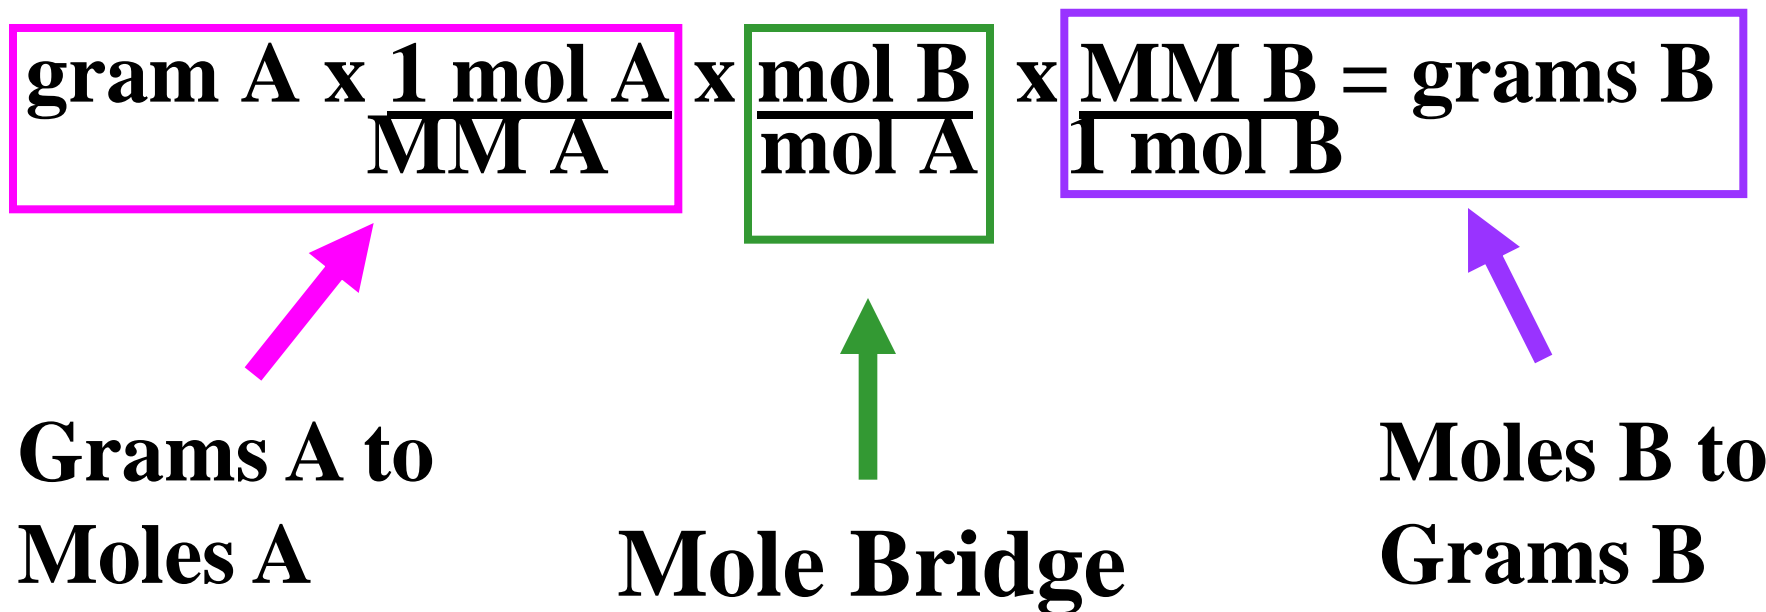 gram A x 1 mol A x mol B x MM B = grams B
MM A mol A 1 mol B
Grams A to
Moles A
Mole Bridge
Moles B to
Grams B